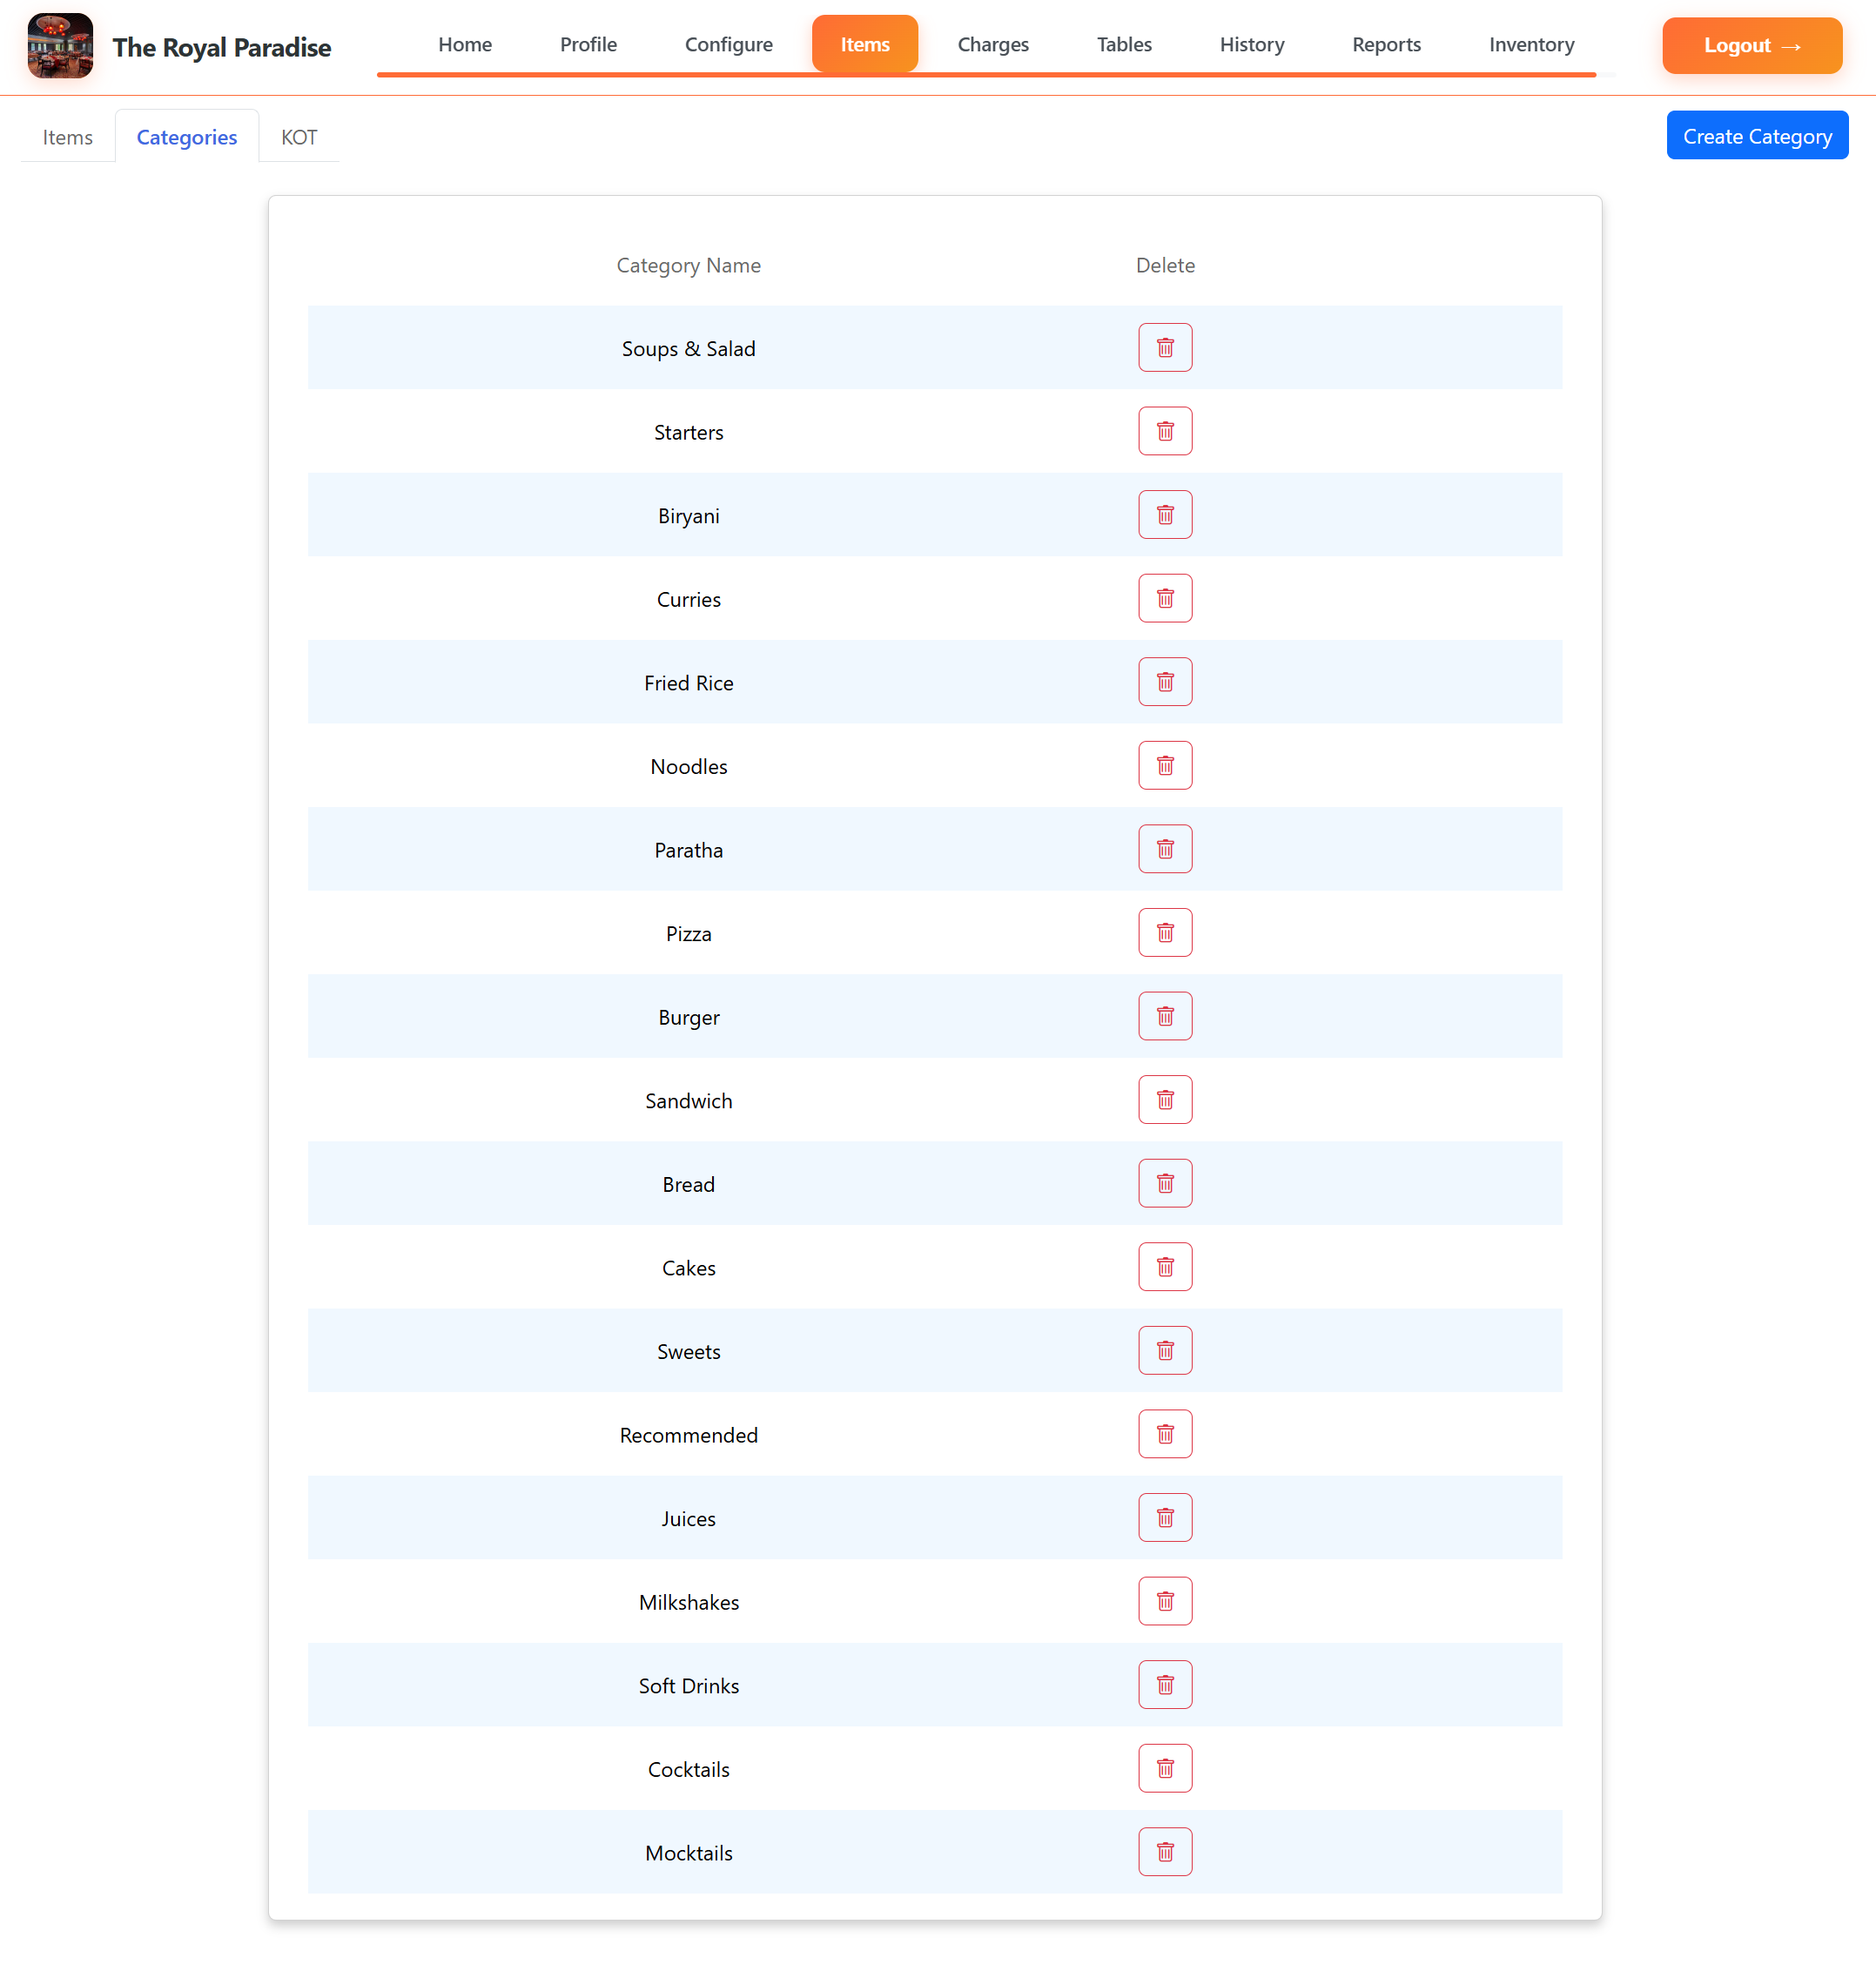 The Royal Paradise
Home Profile Configure Items Charges Tables History Reports Inventory
Logout →
Items Categories KOT
Create Category
Category Name Delete
Soups & Salad
Starters
Biryani
Curries
Fried Rice
Noodles
Paratha
Pizza
Burger
Sandwich
Bread
Cakes
Sweets
Recommended
Juices
Milkshakes
Soft Drinks
Cocktails
Mocktails